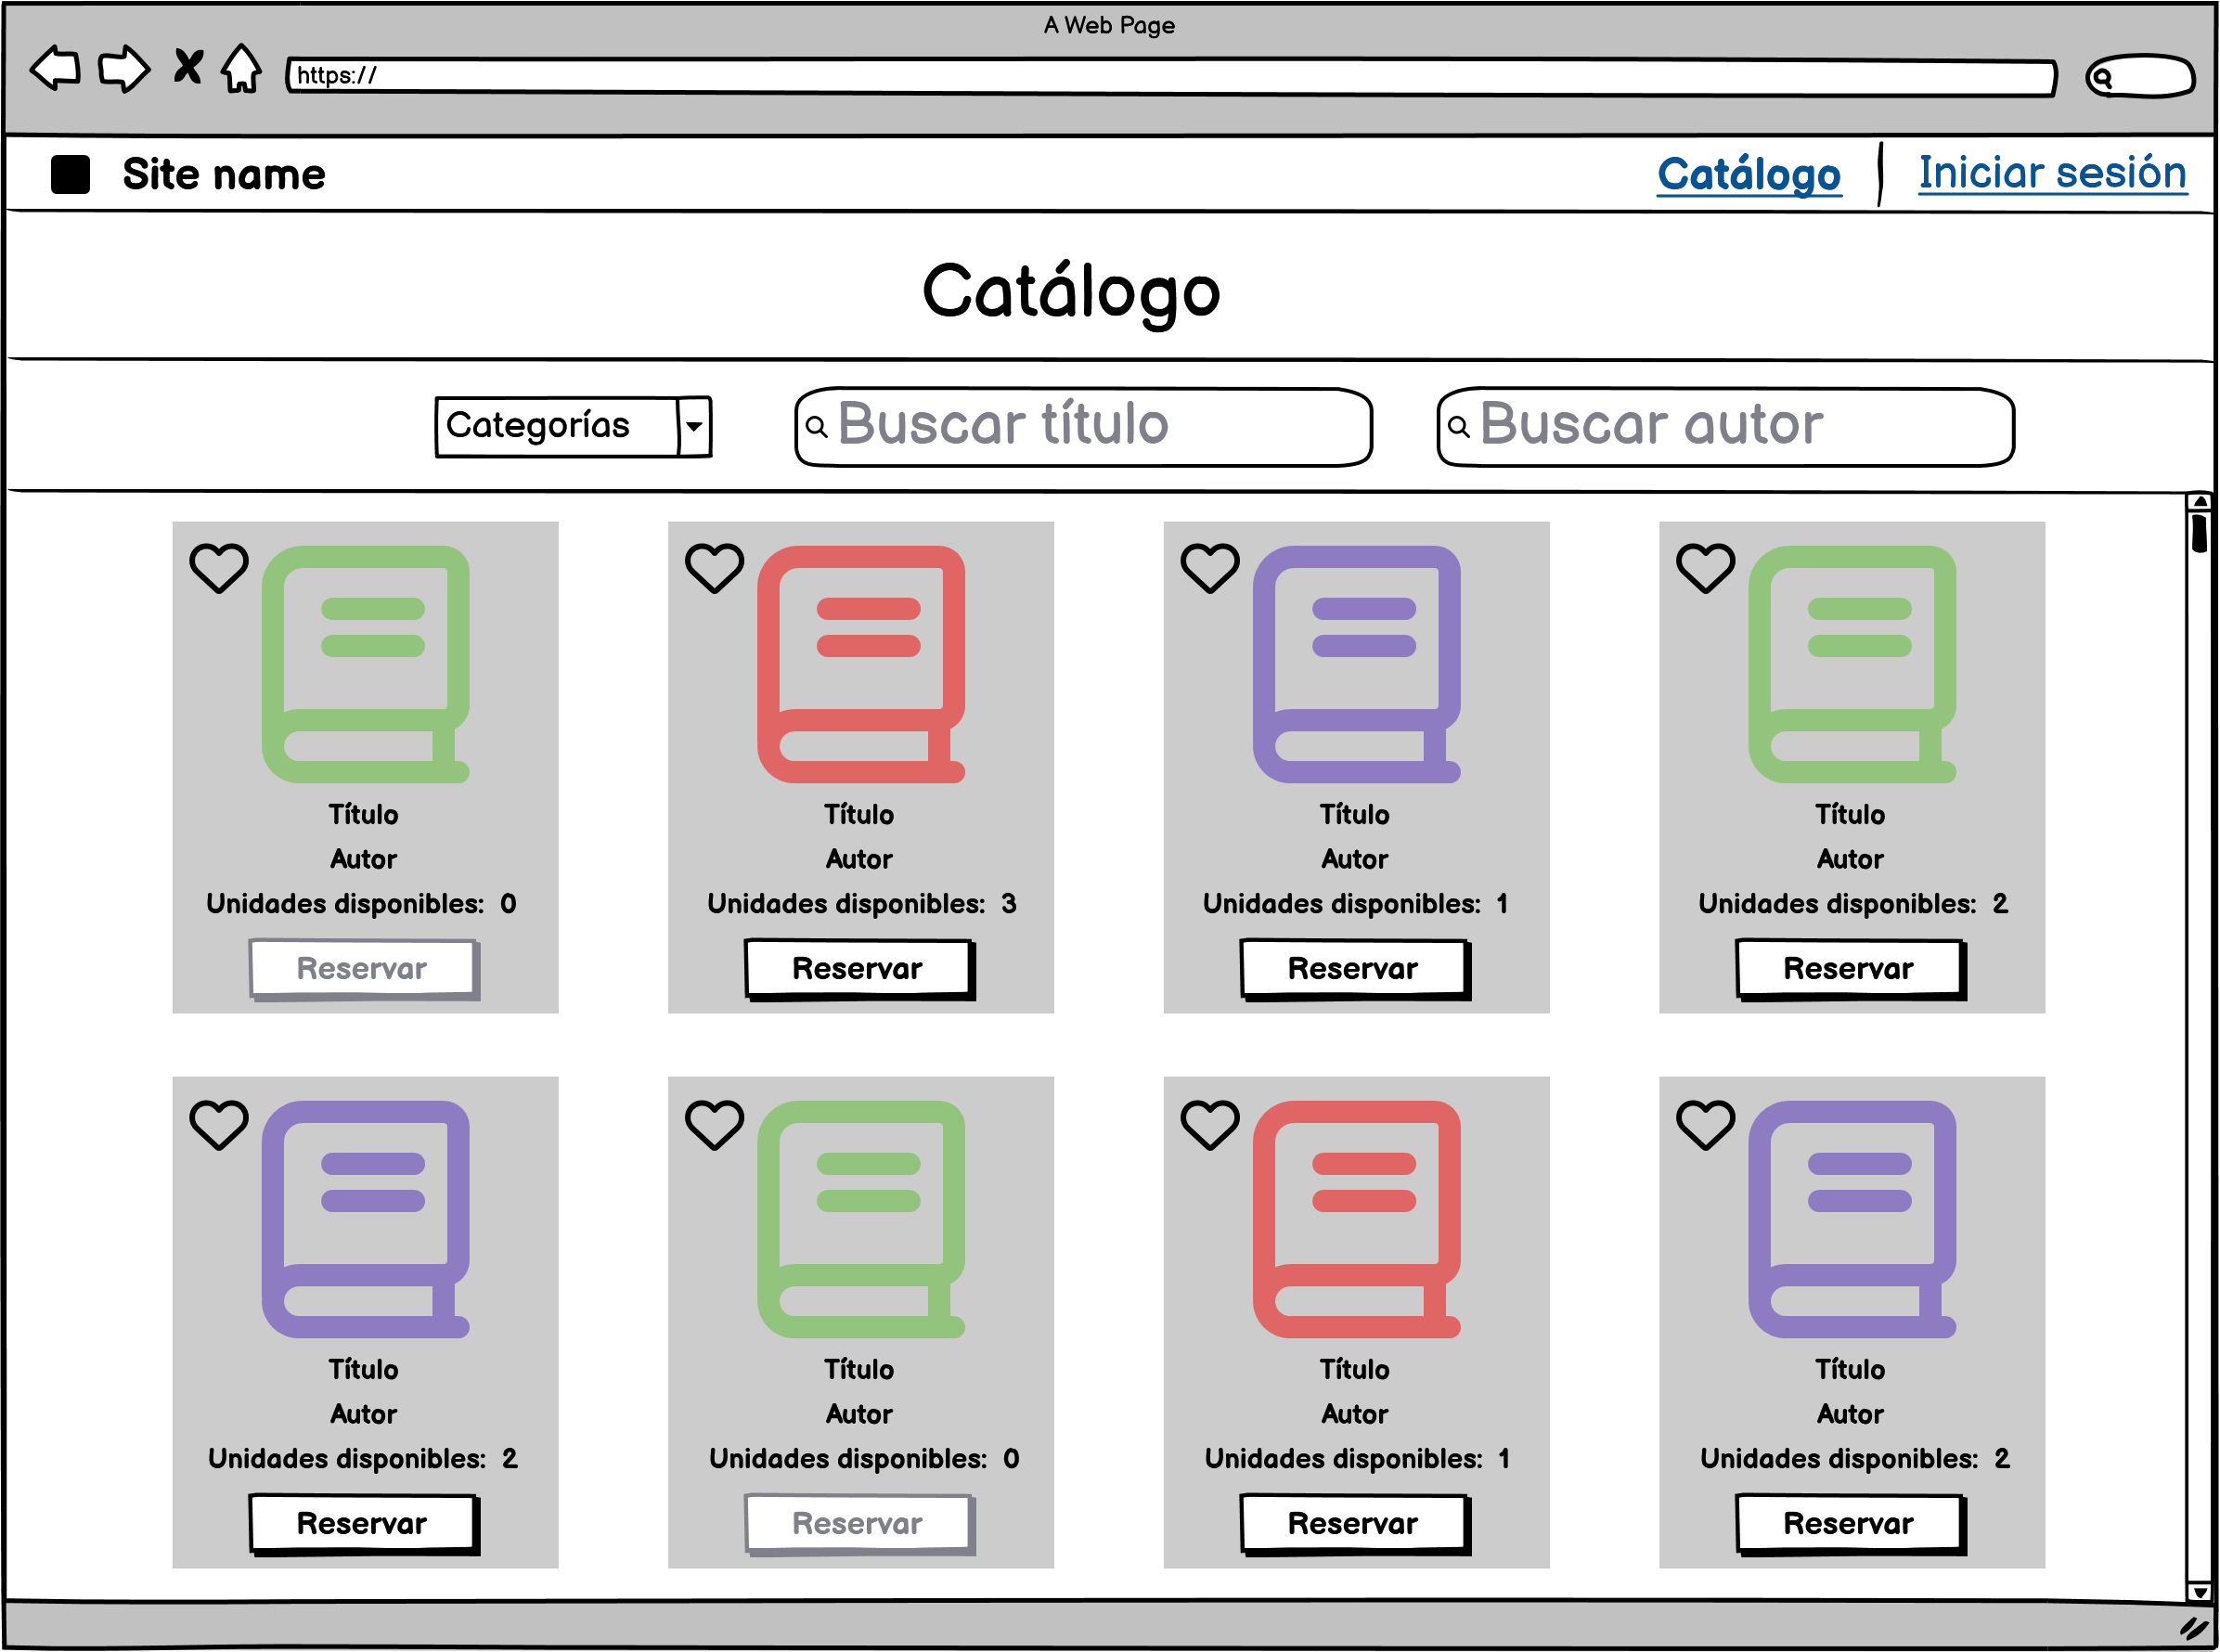 A Web Page
https://
Site name
Catálogo
Iniciar sesión
Catálogo
Categorías
Buscar título
Buscar autor
Título
Autor
Unidades disponibles: 0
Reservar
Título
Autor
Unidades disponibles: 3
Reservar
Título
Autor
Unidades disponibles: 1
Reservar
Título
Autor
Unidades disponibles: 2
Reservar
Título
Autor
Unidades disponibles: 2
Reservar
Título
Autor
Unidades disponibles: 0
Reservar
Título
Autor
Unidades disponibles: 1
Reservar
Título
Autor
Unidades disponibles: 2
Reservar